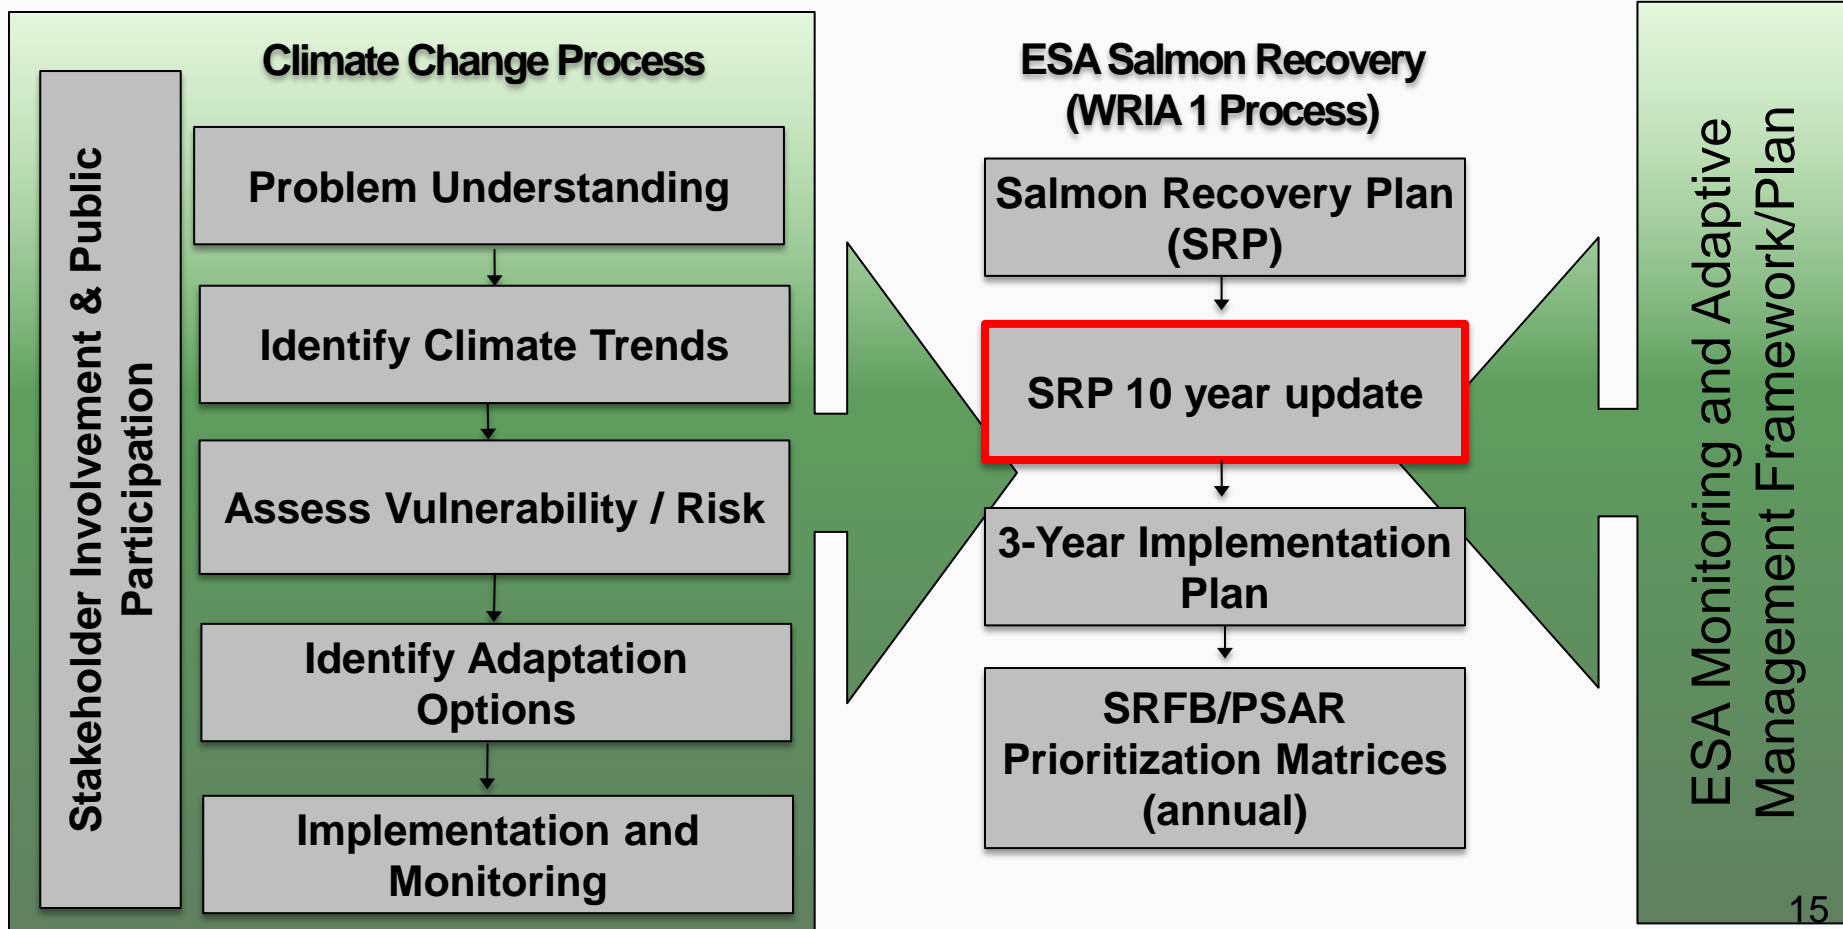 Climate Change Process
Stakeholder Involvement & Public
Participation
Problem Understanding
Identify Climate Trends
Assess Vulnerability / Risk
Identify Adaptation
Options
Implementation and
Monitoring
ESA Salmon Recovery
(WRIA 1 Process)
Salmon Recovery Plan
(SRP)
SRP 10 year update
3-Year Implementation
Plan
SRFB/PSAR
Prioritization Matrices
(annual)
ESA Monitoring and Adaptive
Management Framework/Plan
15